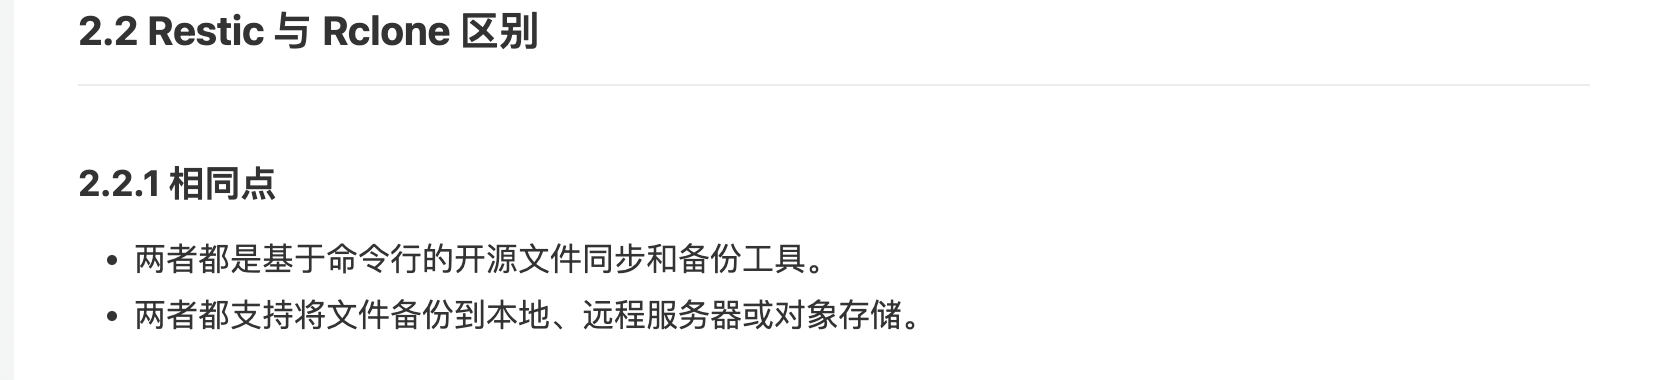 2.2 Restic 与 Rclone 区别
2.2.1 相同点
• 两者都是基于命令行的开源文件同步和备份工具。
• 两者都支持将文件备份到本地、远程服务器或对象存储。